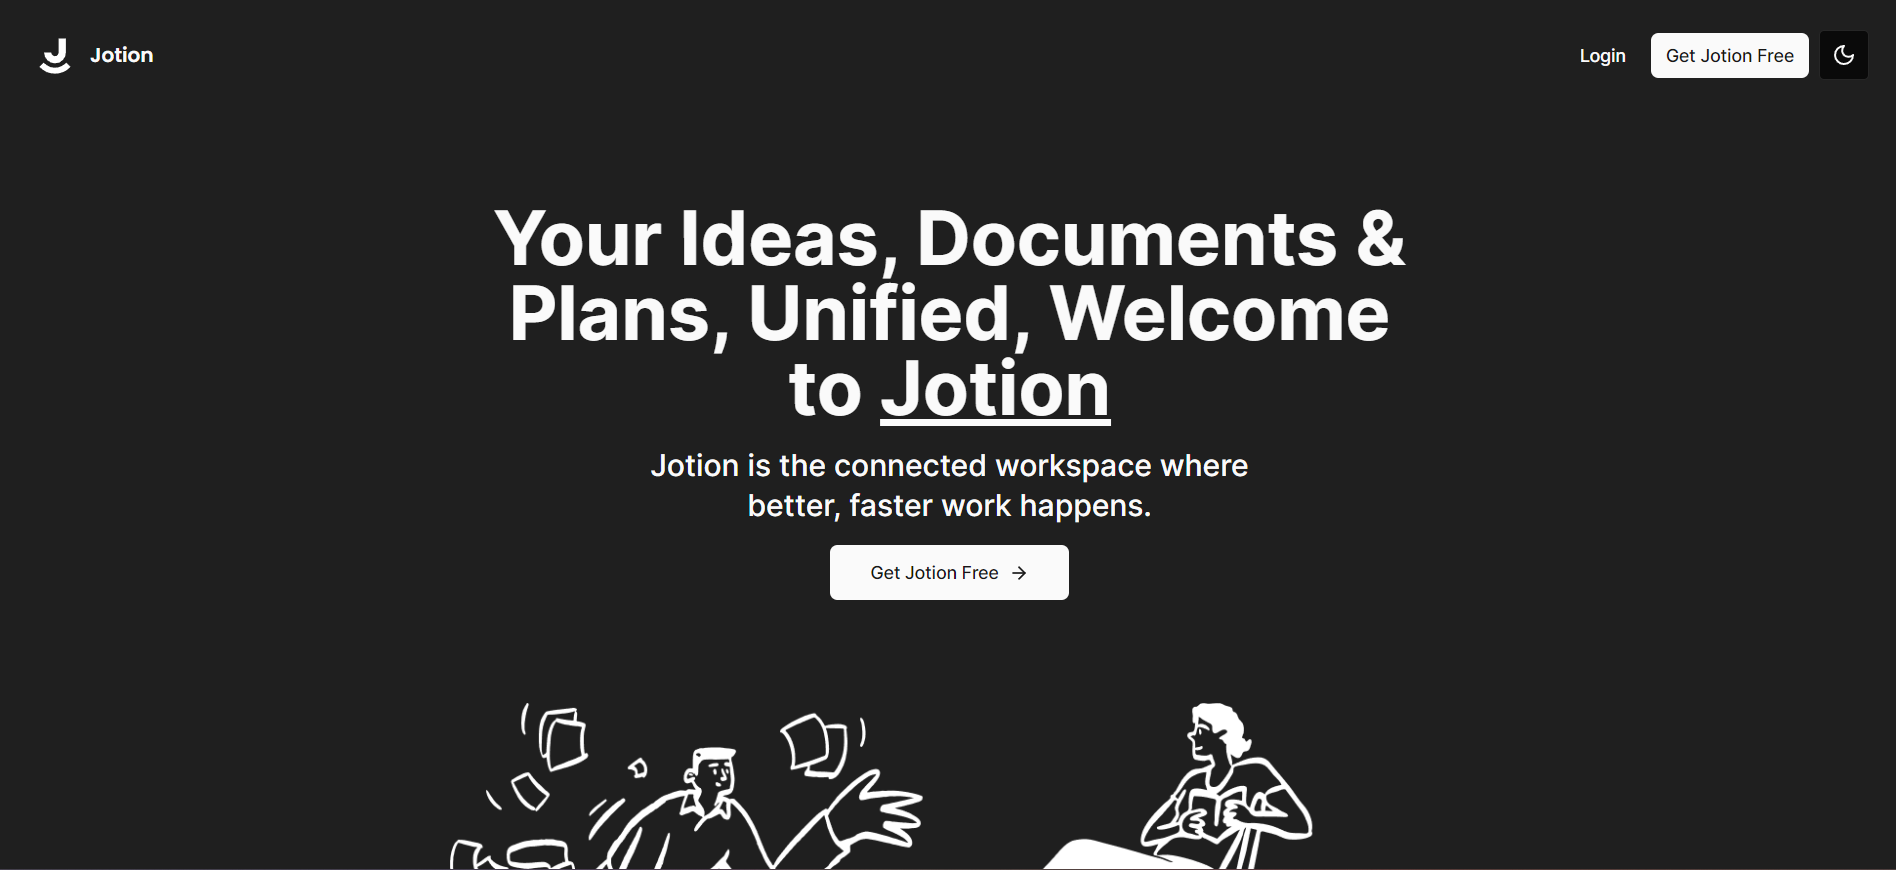 Jotion
Login
Get Jotion Free
Your Ideas, Documents &
Plans, Unified, Welcome
to Jotion
Jotion is the connected workspace where
better, faster work happens.
Get Jotion Free